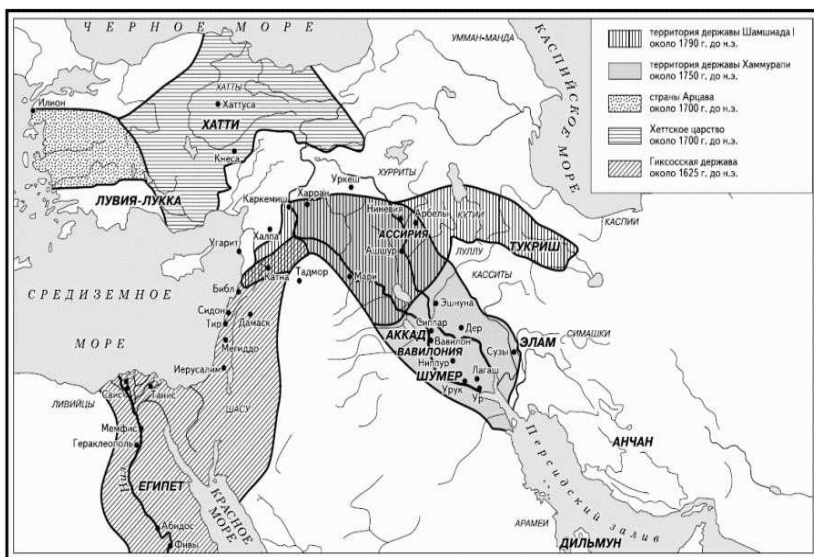 ЧЕРНОЕ МОРЕ
УММАН-МАНДА
КАСПИЙСКОЕ
МОРЕ
территория державы Шамшиада I
около 1790 г. до н.э.
территория державы Хаммурапи
около 1750 г. до н.э.
страны Арцава
около 1700 г. до н.э.
Хеттское царство
около 1700 г. до н.э.
Гиксосская держава
около 1625 г. до н.э.
Илион
ХАТТЫ
Хаттуса
ХАТТИ
Кнеса
ЛУВИЯ-ЛУККА
ХУРРИТЫ
Уркеш
Харран
Каркемиш
Ниневия
Арбелы
КУТИИ
АССИРИЯ
ТУКРИШ
КАСПИИ
Халпа
Угарит
Ашшур
ЛУЛЛУ
КАССИТЫ
Катна
Тадмор
Мари
СРЕДИЗЕМНОЕ
МОРЕ
Библ
Сидон
Тир
Дамаск
Мегиддо
Иерусалим
Эшнуна
Сиппар
Дер
АККАД
Вавилон
ВАВИЛОНИЯ
Ниппур
Сузы
ЭЛАМ
СИМАШКИ
ШУМЕР
Лагаш
Урук
Ур
ЛИВИЙЦЫ
Саис
Танис
ШАСУ
Мемфис
Гераклеополь
Нил
ЕГИПЕТ
КРАСНОЕ
МОРЕ
Абидос
Фивы
АНЧАН
Персидский залив
АРАМЕИ
ДИЛЬМУН